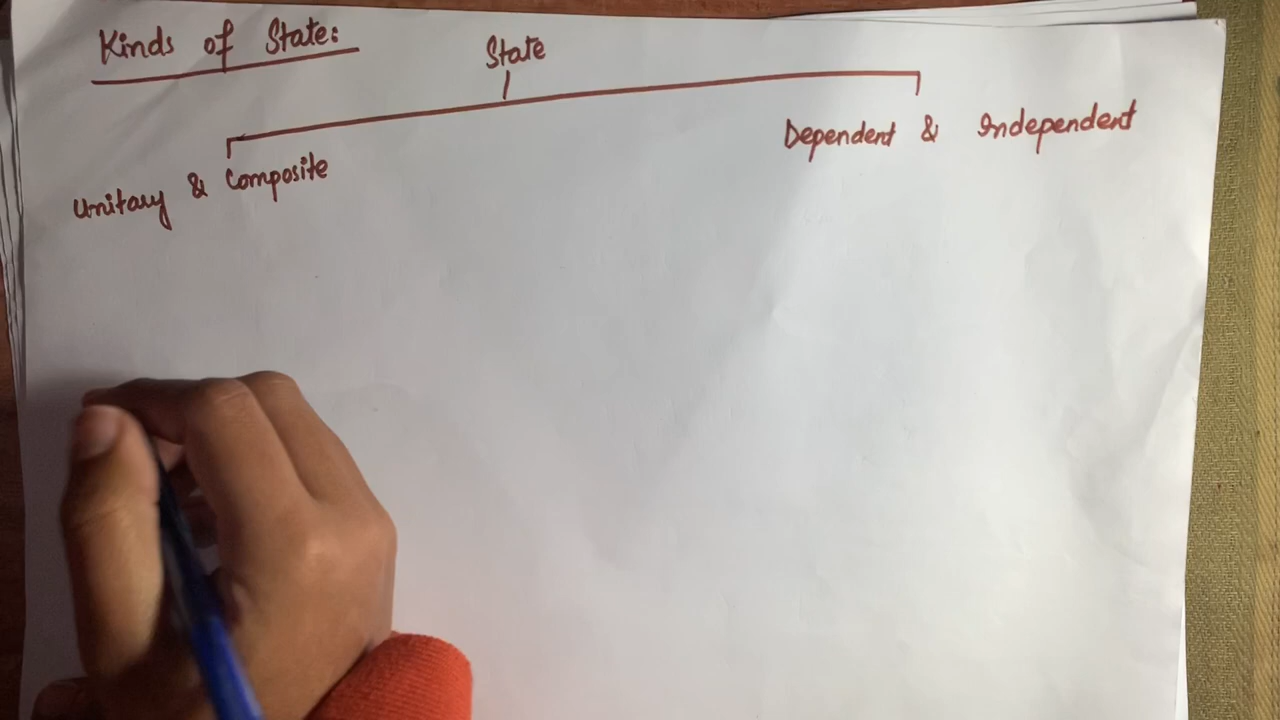 Kinds of State:
State
Dependent & Independent
Unitary & Composite